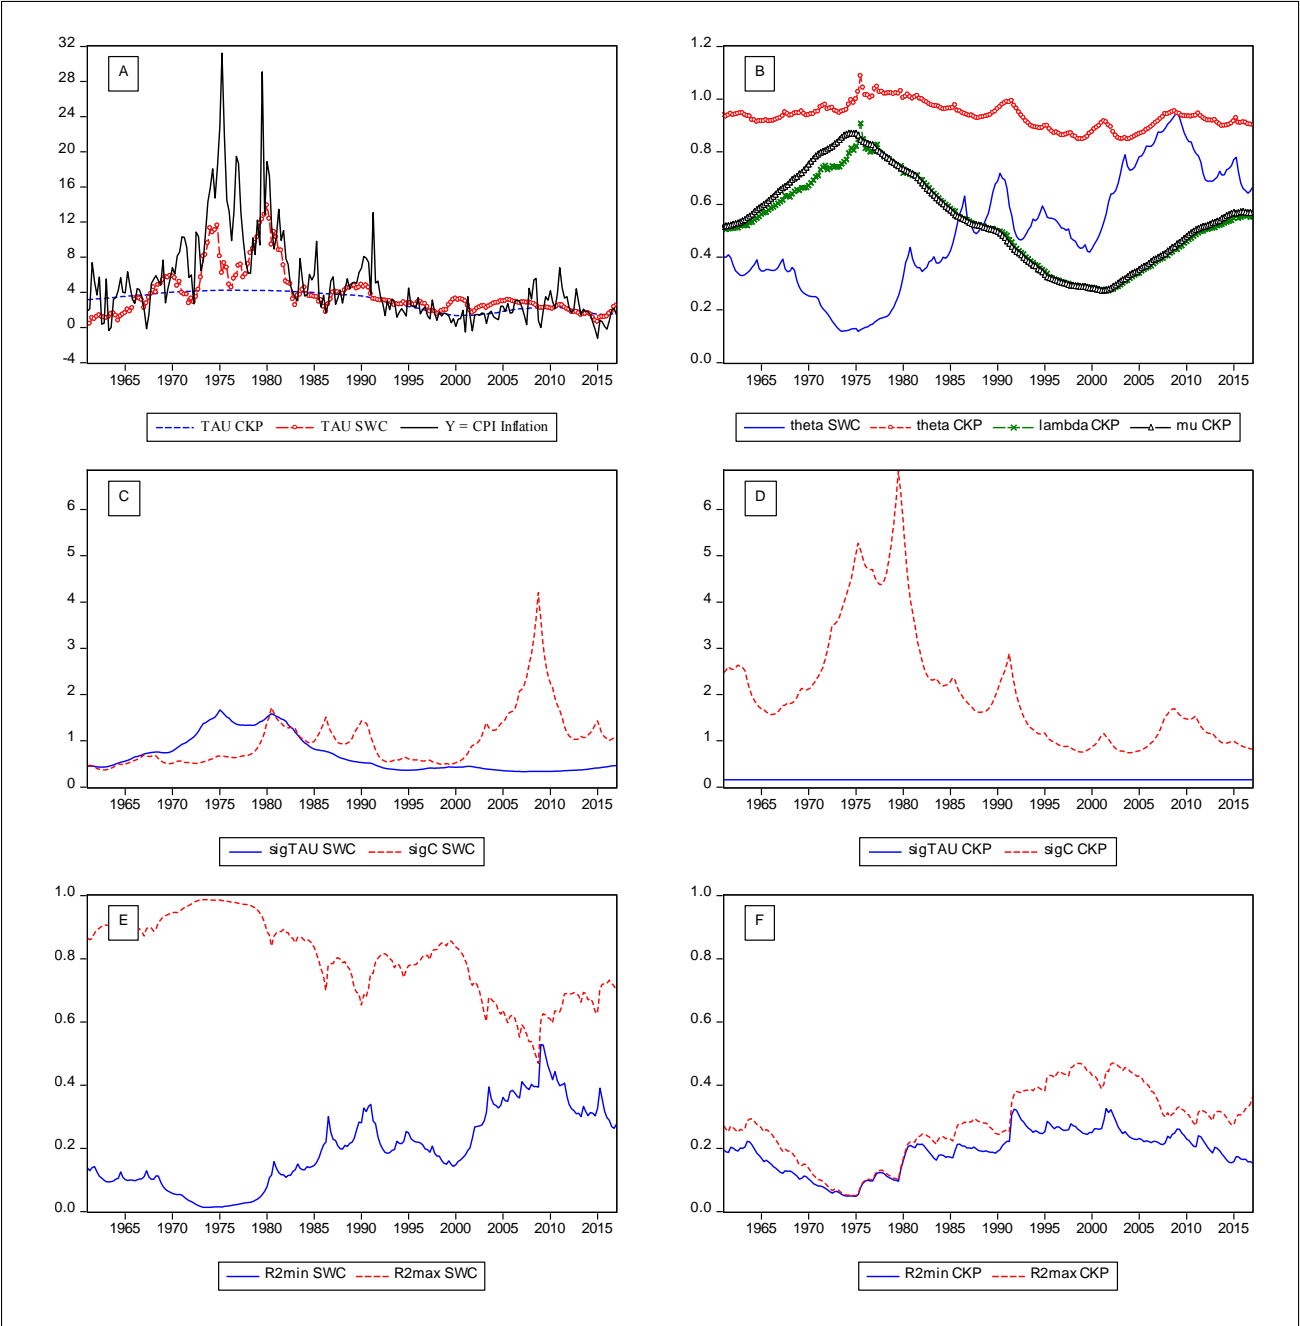 A
32
28
24
20
16
12
8
4
0
-4
1965 1970 1975 1980 1985 1990 1995 2000 2005 2010 2015
TAU CKP TAU SWC Y = CPI Inflation
B
1.2
1.0
0.8
0.6
0.4
0.2
0.0
1965 1970 1975 1980 1985 1990 1995 2000 2005 2010 2015
theta SWC theta CKP lambda CKP mu CKP
C
6
5
4
3
2
1
0
1965 1970 1975 1980 1985 1990 1995 2000 2005 2010 2015
sigTAU SWC sigC SWC
D
6
5
4
3
2
1
0
1965 1970 1975 1980 1985 1990 1995 2000 2005 2010 2015
sigTAU CKP sigC CKP
E
1.0
0.8
0.6
0.4
0.2
0.0
1965 1970 1975 1980 1985 1990 1995 2000 2005 2010 2015
R2min SWC R2max SWC
F
1.0
0.8
0.6
0.4
0.2
0.0
1965 1970 1975 1980 1985 1990 1995 2000 2005 2010 2015
R2min CKP R2max CKP